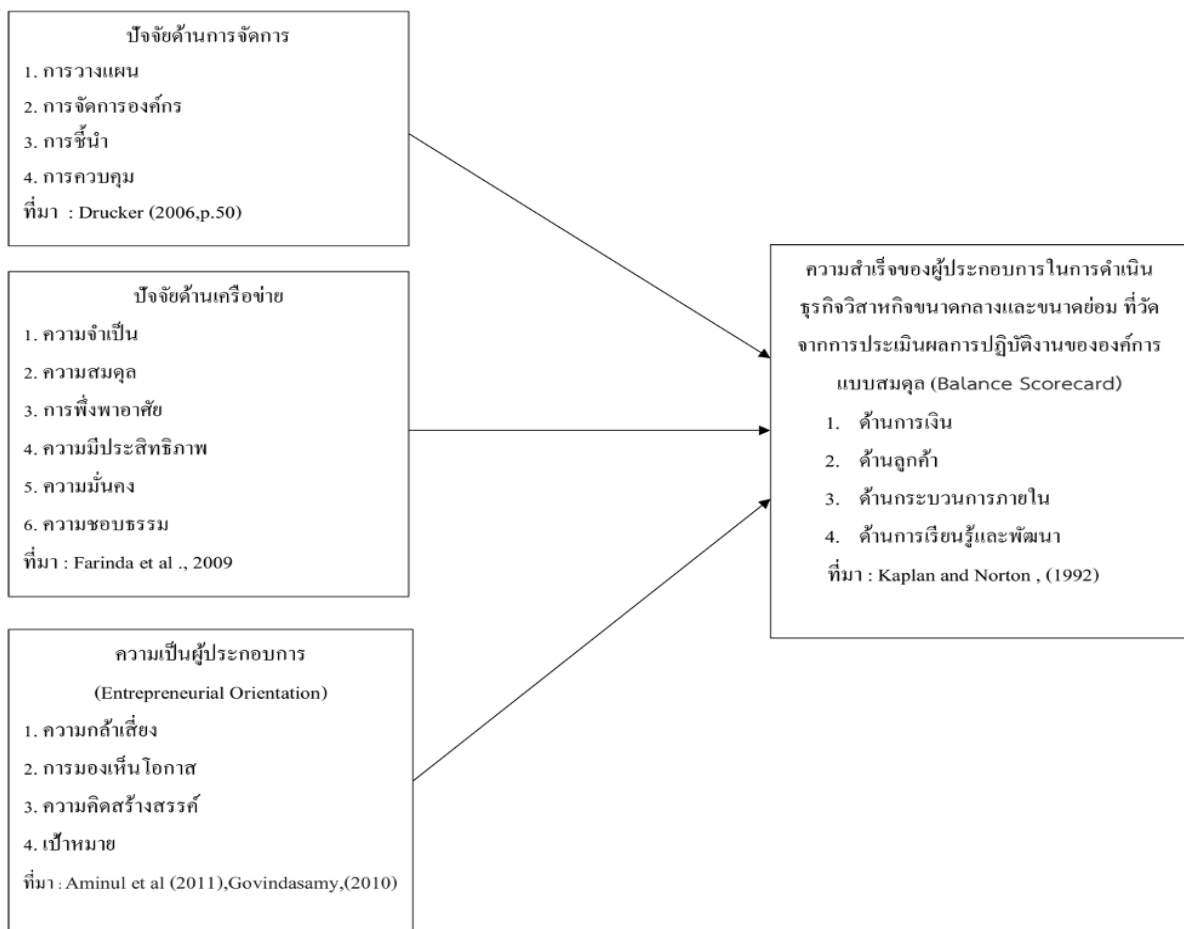 ปัจจัยด้านการจัดการ
1. การวางแผน
2. การจัดการองค์กร
3. การชี้นำ
4. การควบคุม
ที่มา : Drucker (2006,p.50)
ปัจจัยด้านเครือข่าย
1. ความจำเป็น
2. ความสมดุล
3. การพึ่งพาอาศัย
4. ความมีประสิทธิภาพ
5. ความมั่นคง
6. ความชอบธรรม
ที่มา : Farinda et al ., 2009
ความเป็นผู้ประกอบการ
(Entrepreneurial Orientation)
1. ความกล้าเสี่ยง
2. การมองเห็นโอกาส
3. ความคิดสร้างสรรค์
4. เป้าหมาย
ที่มา : Aminul et al (2011),Govindasamy,(2010)
ความสำเร็จของผู้ประกอบการในการดำเนิน
ธุรกิจวิสาหกิจขนาดกลางและขนาดย่อม ที่วัด
จากการประเมินผลการปฏิบัติงานขององค์การ
แบบสมดุล (Balance Scorecard)
1. ด้านการเงิน
2. ด้านลูกค้า
3. ด้านกระบวนการภายใน
4. ด้านการเรียนรู้และพัฒนา
ที่มา : Kaplan and Norton , (1992)